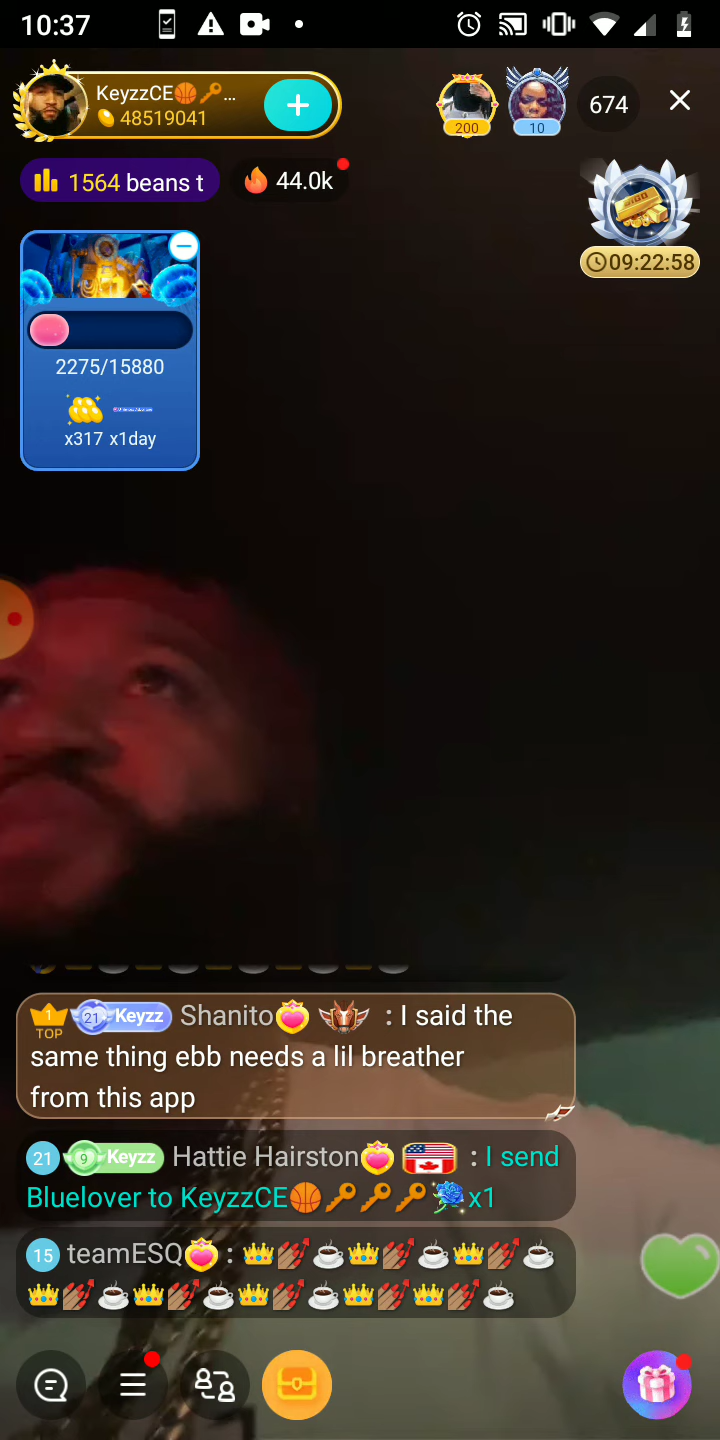 10:37
KeyzzCE🏀🔑...
48519041
200
10
674
1564 beans t
44.0k
09:22:58
2275/15880
x317 x1day
1 TOP 21 Keyzz Shanito : I said the
same thing ebb needs a lil breather
from this app
21 9 Keyzz Hattie Hairston : I send
Bluelover to KeyzzCE🏀🔑🔑🔑 x1
15 teamESQ : 👑💅🏽☕👑💅🏽☕👑💅🏽☕
👑💅🏽☕👑💅🏽☕👑💅🏽☕👑💅🏽👑💅🏽☕